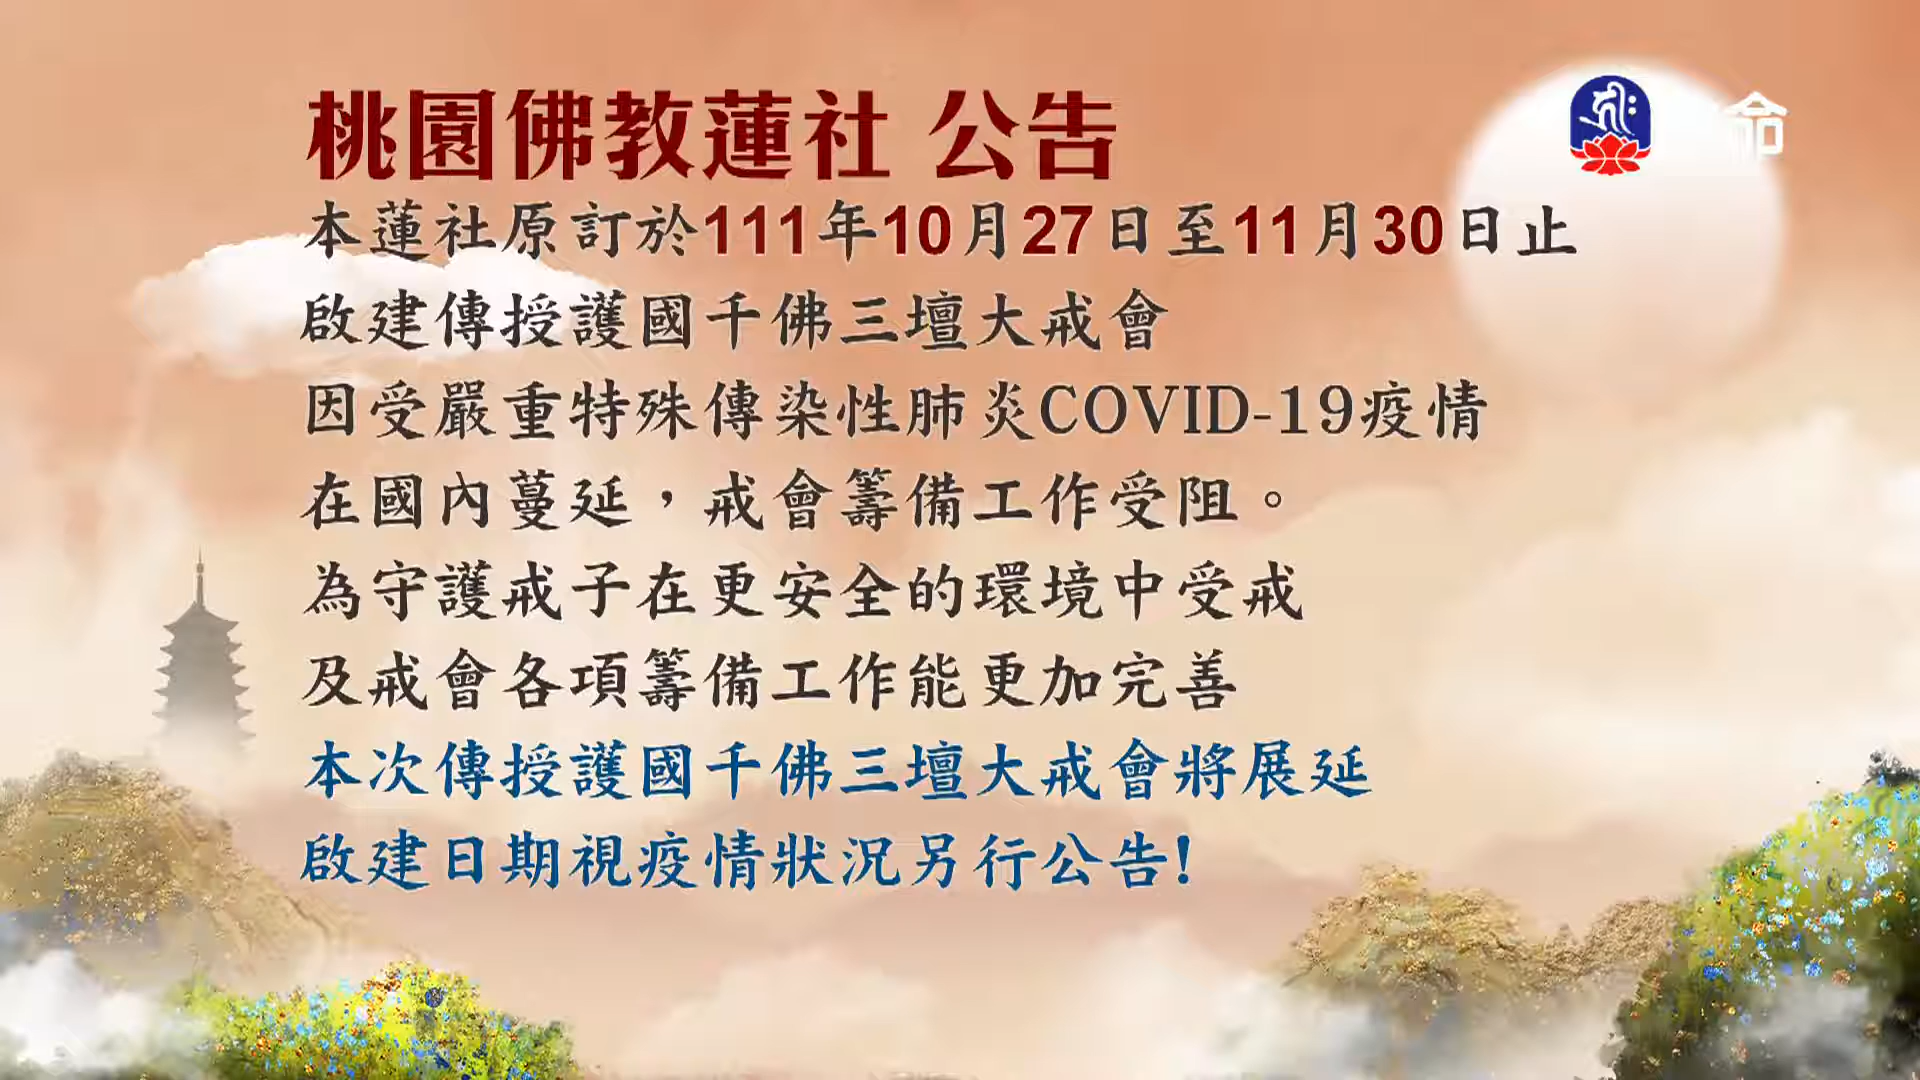 桃園佛教蓮社 公告
命
本蓮社原訂於111年10月27日至11月30日止
啟建傳授護國千佛三壇大戒會
因受嚴重特殊傳染性肺炎COVID-19疫情
在國內蔓延，戒會籌備工作受阻。
為守護戒子在更安全的環境中受戒
及戒會各項籌備工作能更加完善
本次傳授護國千佛三壇大戒會將展延
啟建日期視疫情狀況另行公告!